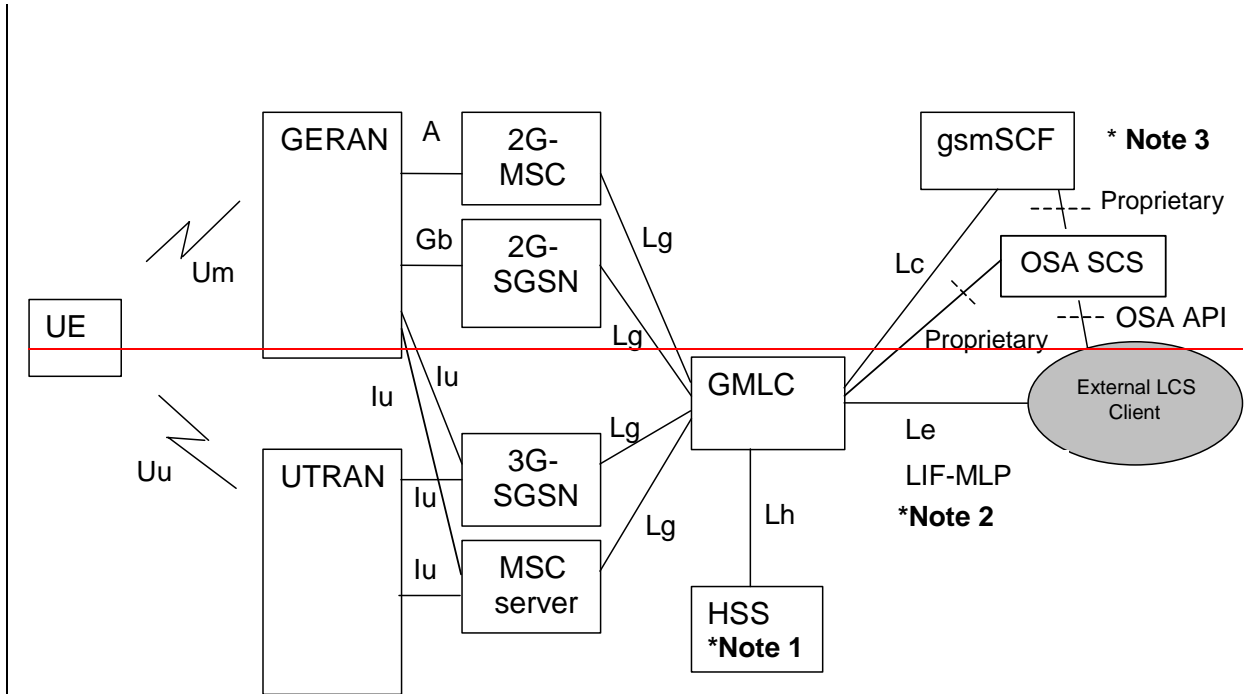 GERAN
A
2G-
MSC
gsmSCF
* Note 3
Proprietary
Um
Gb
2G-
SGSN
Lg
Lc
OSA SCS
OSA API
UE
Lg
Proprietary
Iu
Iu
GMLC
External LCS
Client
Uu
UTRAN
Iu
3G-
SGSN
Lg
Le
LIF-MLP
*Note 2
Iu
MSC
server
Lg
Lh
HSS
*Note 1